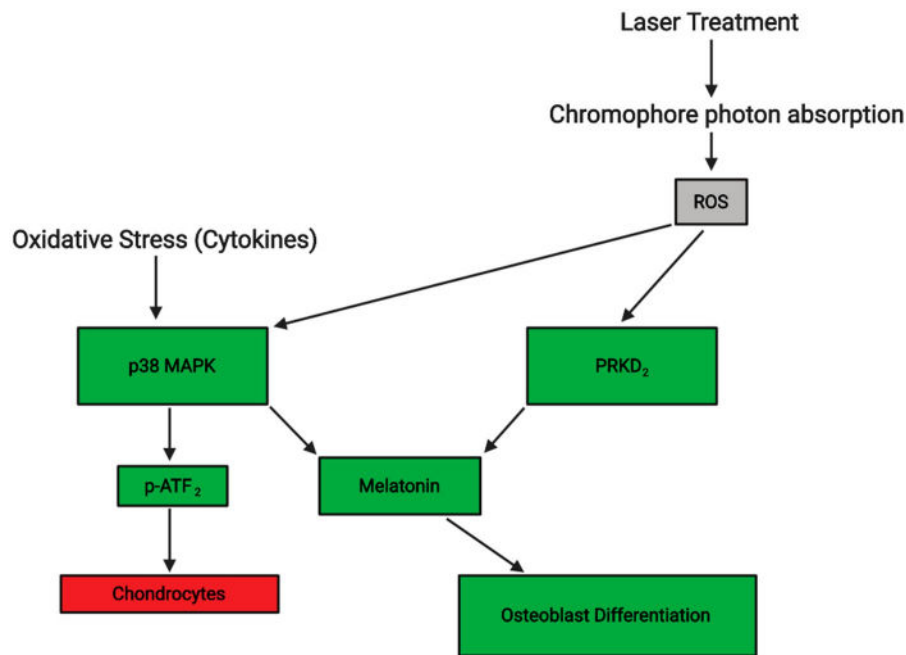 Laser Treatment
Chromophore photon absorption
ROS
Oxidative Stress (Cytokines)
p38 MAPK
PRKD₂
p-ATF₂
Melatonin
Chondrocytes
Osteoblast Differentiation